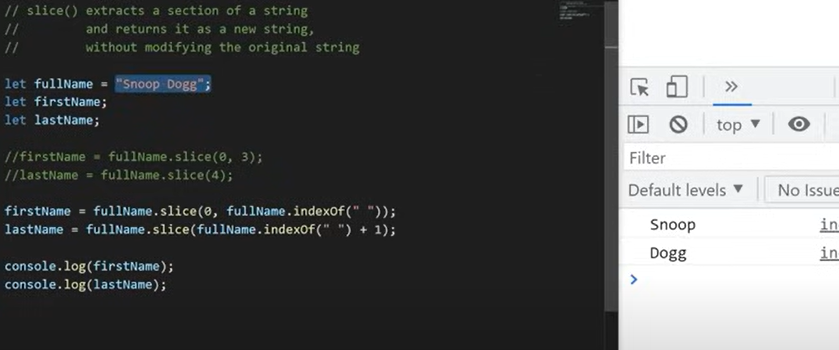 // slice() extracts a section of a string
// and returns it as a new string,
// without modifying the original string
let fullName = "Snoop Dogg";
let firstName;
let lastName;
//firstName = fullName.slice(0, 3);
//lastName = fullName.slice(4);
firstName = fullName.slice(0, fullName.indexOf(" "));
lastName = fullName.slice(fullName.indexOf(" ") + 1);
console.log(firstName);
console.log(lastName);
top
Filter
Default levels
No Issue
Snoop in
Dogg in